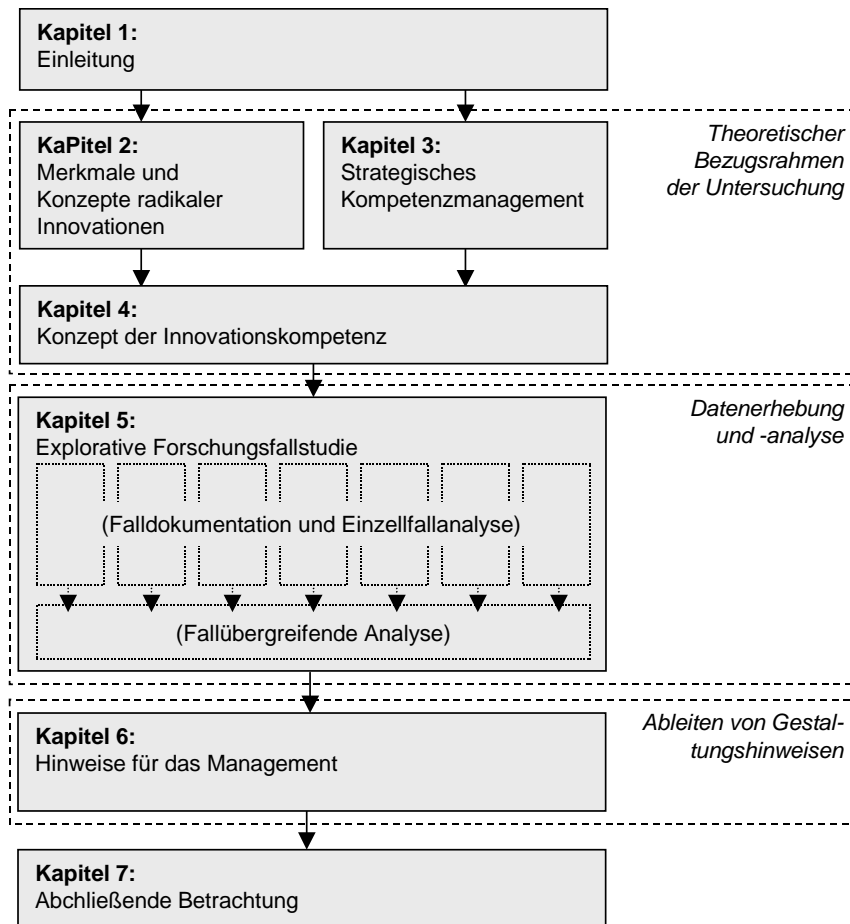 Kapitel 1:
Einleitung
KaPitel 2:
Merkmale und
Konzepte radikaler
Innovationen
Kapitel 3:
Strategisches
Kompetenzmanagement
Theoretischer
Bezugsrahmen
der Untersuchung
Kapitel 4:
Konzept der Innovationskompetenz
Kapitel 5:
Explorative Forschungsfallstudie
Datenerhebung
und -analyse
(Falldokumentation und Einzellfallanalyse)
(Fallübergreifende Analyse)
Kapitel 6:
Hinweise für das Management
Ableiten von Gestal-
tungshinweisen
Kapitel 7:
Abchließende Betrachtung